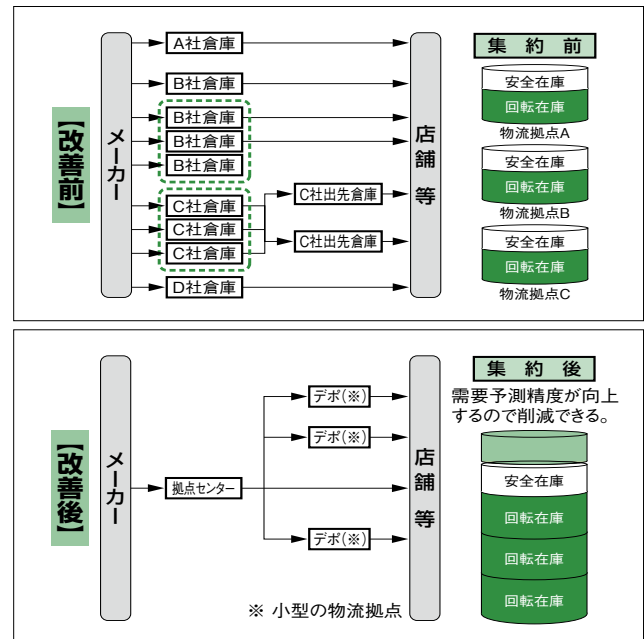 【改善前】
メーカー
A社倉庫
B社倉庫
B社倉庫
B社倉庫
B社倉庫
C社倉庫
C社倉庫
C社倉庫
D社倉庫
C社出先倉庫
C社出先倉庫
店舗等
集約前
安全在庫
回転在庫
物流拠点A
安全在庫
回転在庫
物流拠点B
安全在庫
回転在庫
物流拠点C
【改善後】
メーカー
拠点センター
デポ(※)
デポ(※)
デポ(※)
店舗等
※ 小型の物流拠点
集約後
需要予測精度が向上
するので削減できる。
安全在庫
回転在庫
回転在庫
回転在庫